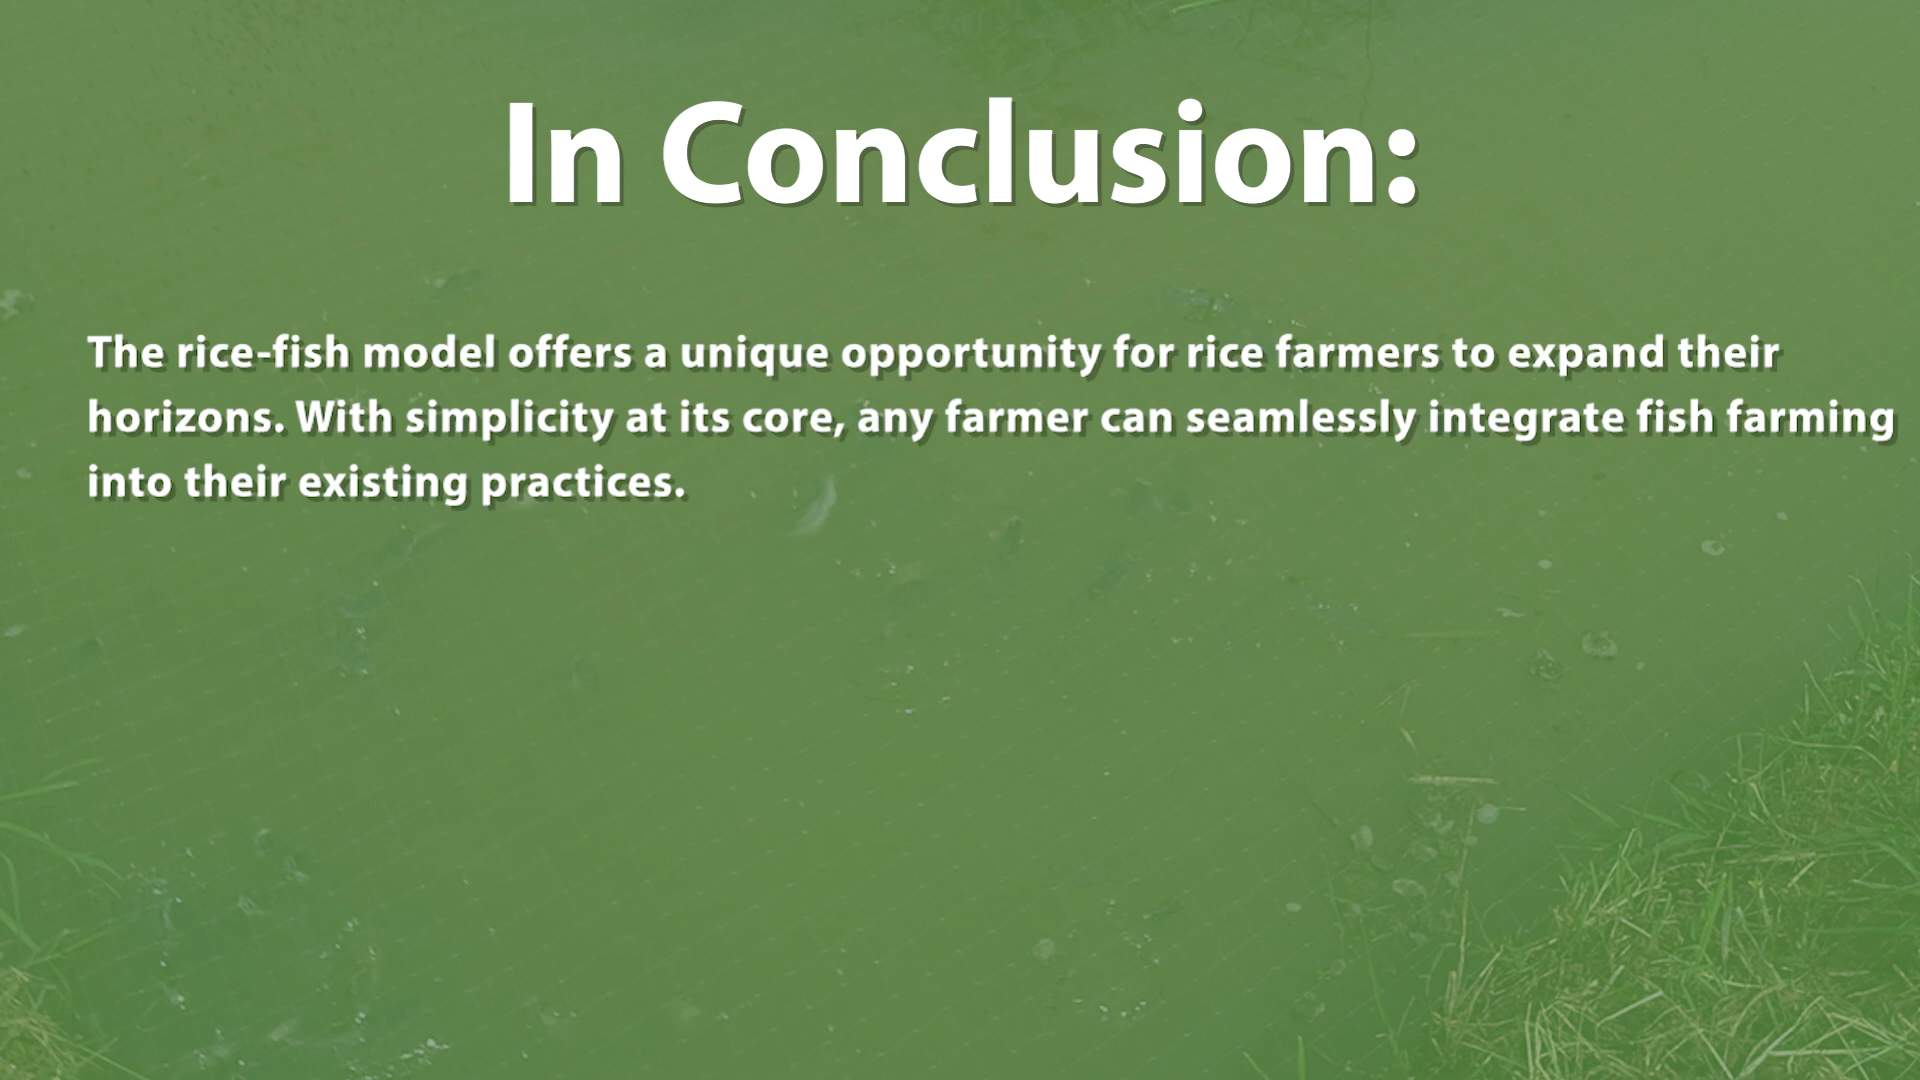 In Conclusion:
The rice-fish model offers a unique opportunity for rice farmers to expand their
horizons. With simplicity at its core, any farmer can seamlessly integrate fish farming
into their existing practices.